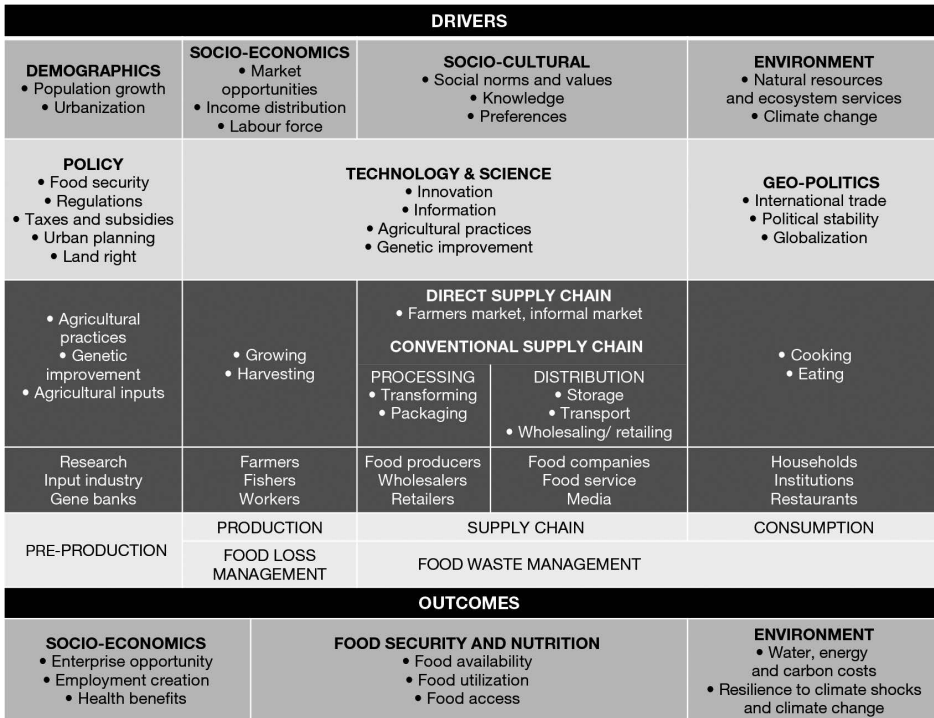 DRIVERS
DEMOGRAPHICS
• Population growth
• Urbanization
SOCIO-ECONOMICS
• Market
opportunities
• Income distribution
• Labour force
SOCIO-CULTURAL
• Social norms and values
• Knowledge
• Preferences
ENVIRONMENT
• Natural resources
and ecosystem services
• Climate change
POLICY
• Food security
• Regulations
• Taxes and subsidies
• Urban planning
• Land right
TECHNOLOGY & SCIENCE
• Innovation
• Information
• Agricultural practices
• Genetic improvement
GEO-POLITICS
• International trade
• Political stability
• Globalization
• Agricultural
practices
• Genetic
improvement
• Agricultural inputs
• Growing
• Harvesting
DIRECT SUPPLY CHAIN
• Farmers market, informal market
CONVENTIONAL SUPPLY CHAIN
PROCESSING
• Transforming
• Packaging
DISTRIBUTION
• Storage
• Transport
• Wholesaling/ retailing
• Cooking
• Eating
Research
Input industry
Gene banks
Farmers
Fishers
Workers
Food producers
Wholesalers
Retailers
Food companies
Food service
Media
Households
Institutions
Restaurants
PRE-PRODUCTION
PRODUCTION
SUPPLY CHAIN
CONSUMPTION
FOOD LOSS
MANAGEMENT
FOOD WASTE MANAGEMENT
OUTCOMES
SOCIO-ECONOMICS
• Enterprise opportunity
• Employment creation
• Health benefits
FOOD SECURITY AND NUTRITION
• Food availability
• Food utilization
• Food access
ENVIRONMENT
• Water, energy
and carbon costs
• Resilience to climate shocks
and climate change